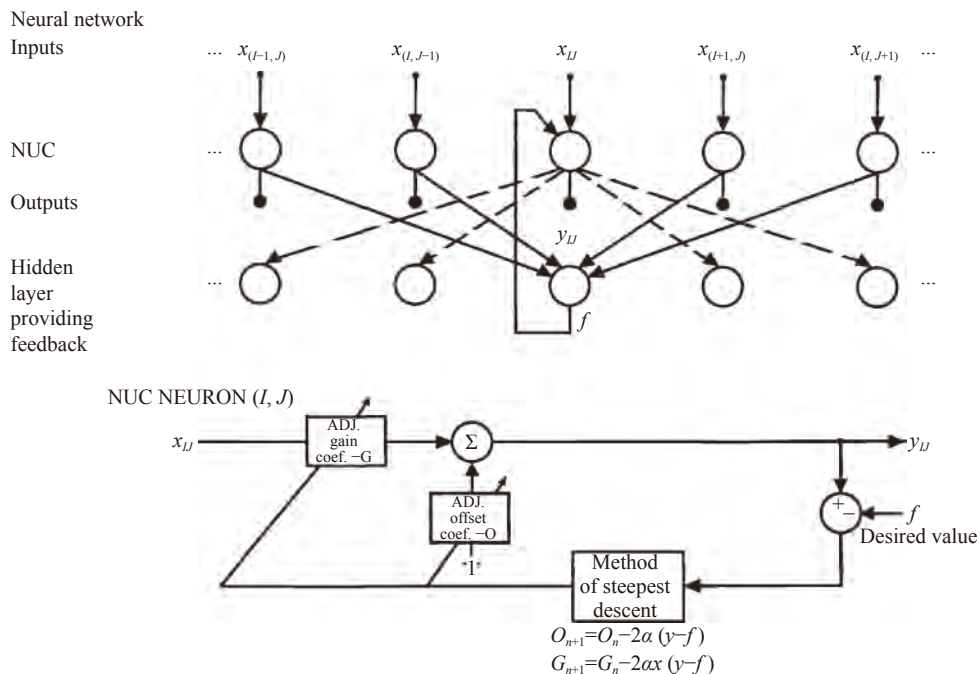 Neural network
Inputs ... x(I−1, J) x(I, J−1) xIJ x(I+1, J) x(I, J+1) ...
NUC ... ...
Outputs
yIJ
Hidden
layer
providing
feedback
... ...
f
NUC NEURON (I, J)
xIJ
ADJ.
gain
coef. −G
Σ
yIJ
ADJ.
offset
coef. −O
"1"
+
−
f
Desired value
Method
of steepest
descent
On+1=On−2α (y−f)
Gn+1=Gn−2αx (y−f)